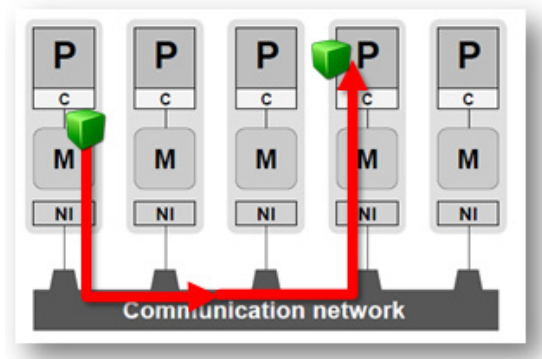 P P P P P
C C C C C
M M M M M
NI NI NI NI NI
Communication network